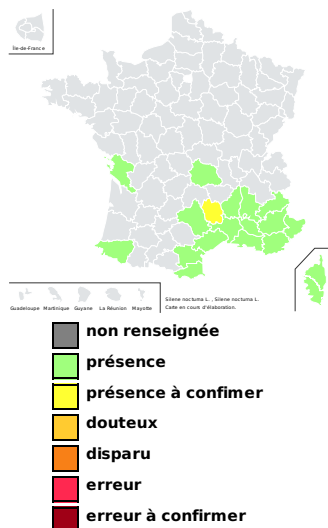 Île-de-France
Guadeloupe Martinique Guyane La Réunion Mayotte
Silene nocturna L. , Silene nocturna L.
Carte en cours d'élaboration.
non renseignée
présence
présence à confimer
douteux
disparu
erreur
erreur à confirmer